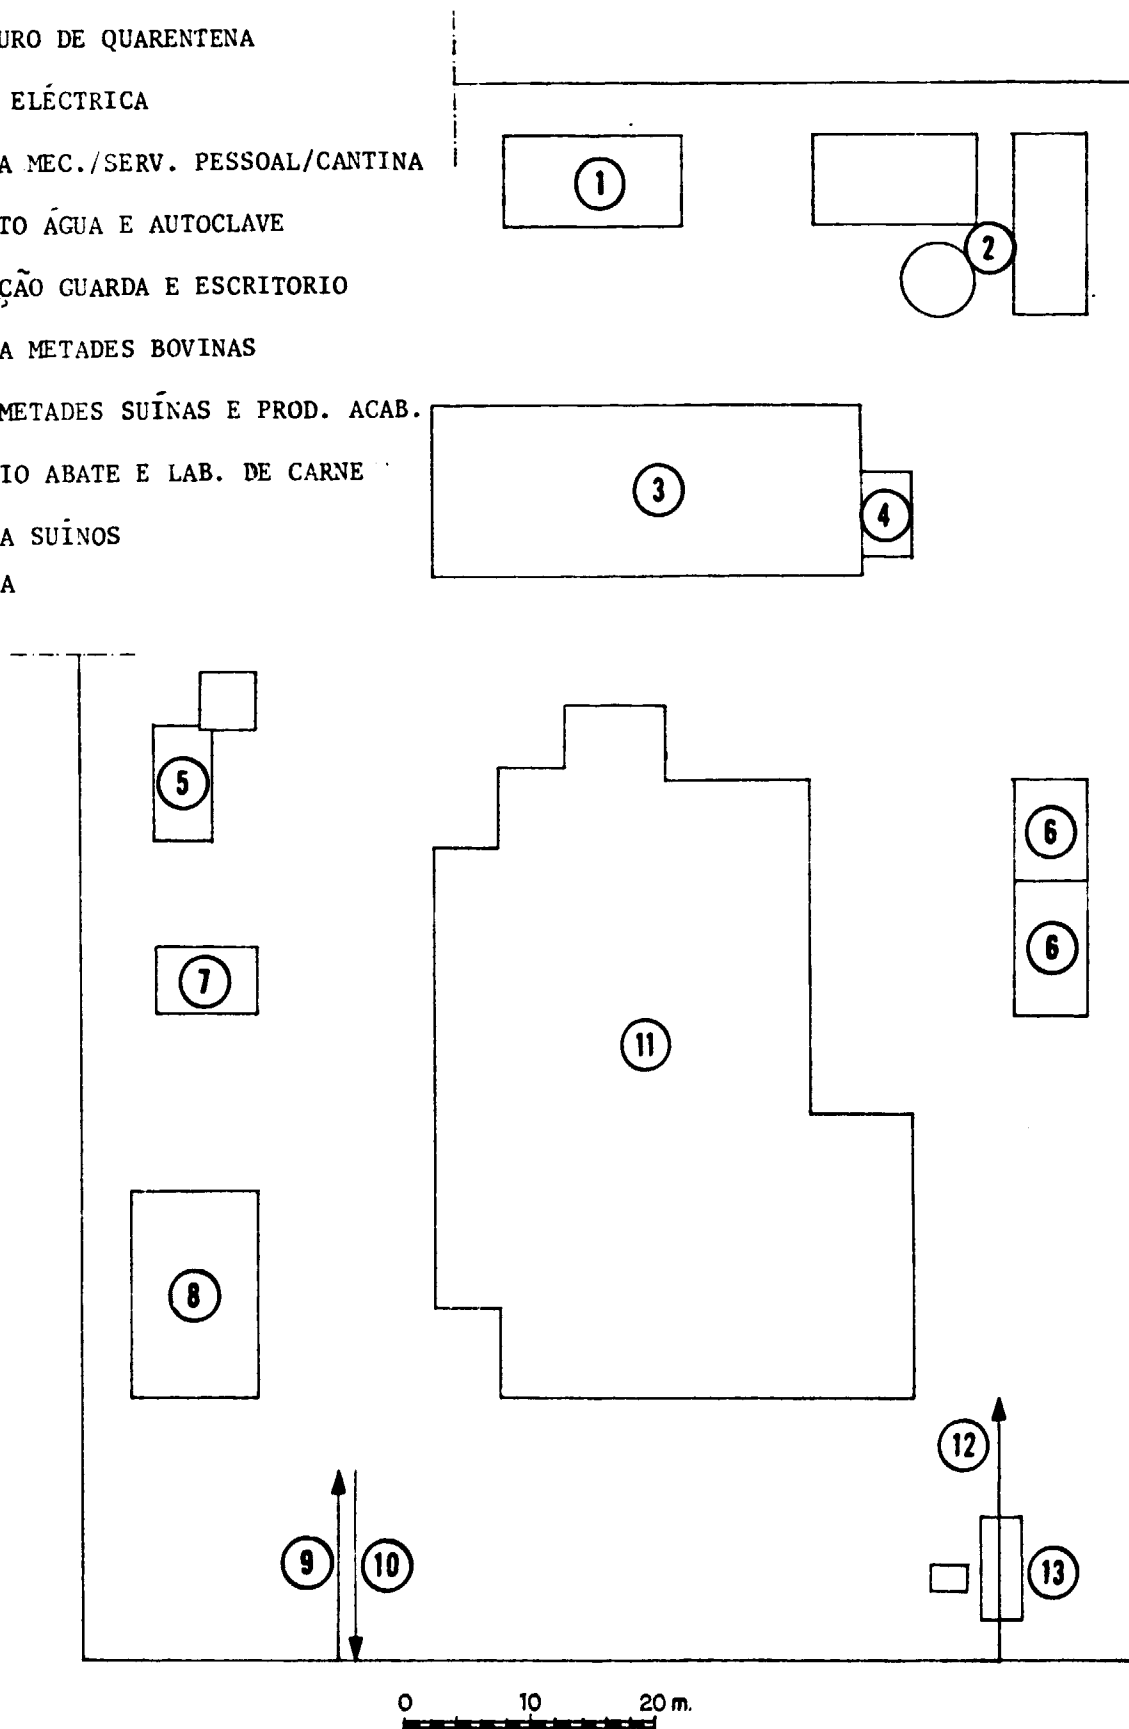 URO DE QUARENTENA
ELÉCTRICA
A MEC./SERV. PESSOAL/CANTINA
TO ÁGUA E AUTOCLAVE
ÇÃO GUARDA E ESCRITORIO
A METADES BOVINAS
METADES SUÍNAS E PROD. ACAB.
IO ABATE E LAB. DE CARNE
A SUÍNOS
A
1
2
3
4
5
6
7
6
11
8
12
9
10
13
0 10 20 m.